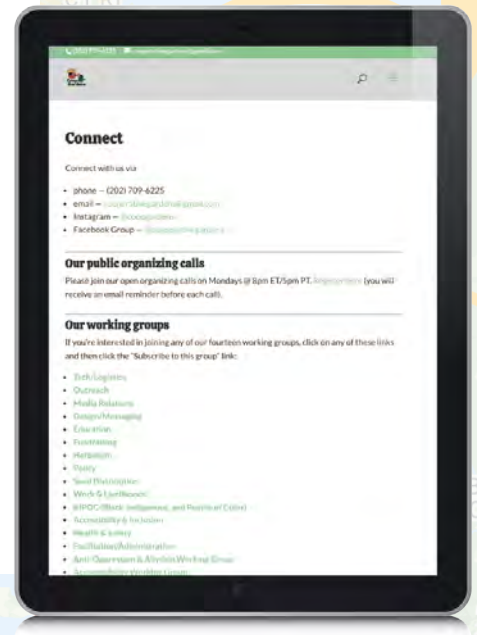 Connect
Connect with us via
phone – (202) 709-6225
email –
Instagram –
Facebook Group –
Our public organizing calls
Please join our open organizing calls on Mondays @ 8pm ET/5pm PT. (you will
receive an email reminder before each call).
Our working groups
If you're interested in joining any of our fourteen working groups, click on any of these links
and then click the "Subscribe to this group" link:
Tech/Logistics
Outreach
Media Relations
Design/Messaging
Education
Fundraising
Herbalism
Policy
Seed Distribution
Work & Livelihoods
BIPOC (Black, Indigenous, and People of Color)
Accessibility & Inclusion
Health & Safety
Facilitation/Administration
Anti-Oppression & Allyship Working Group
Accountability Working Group